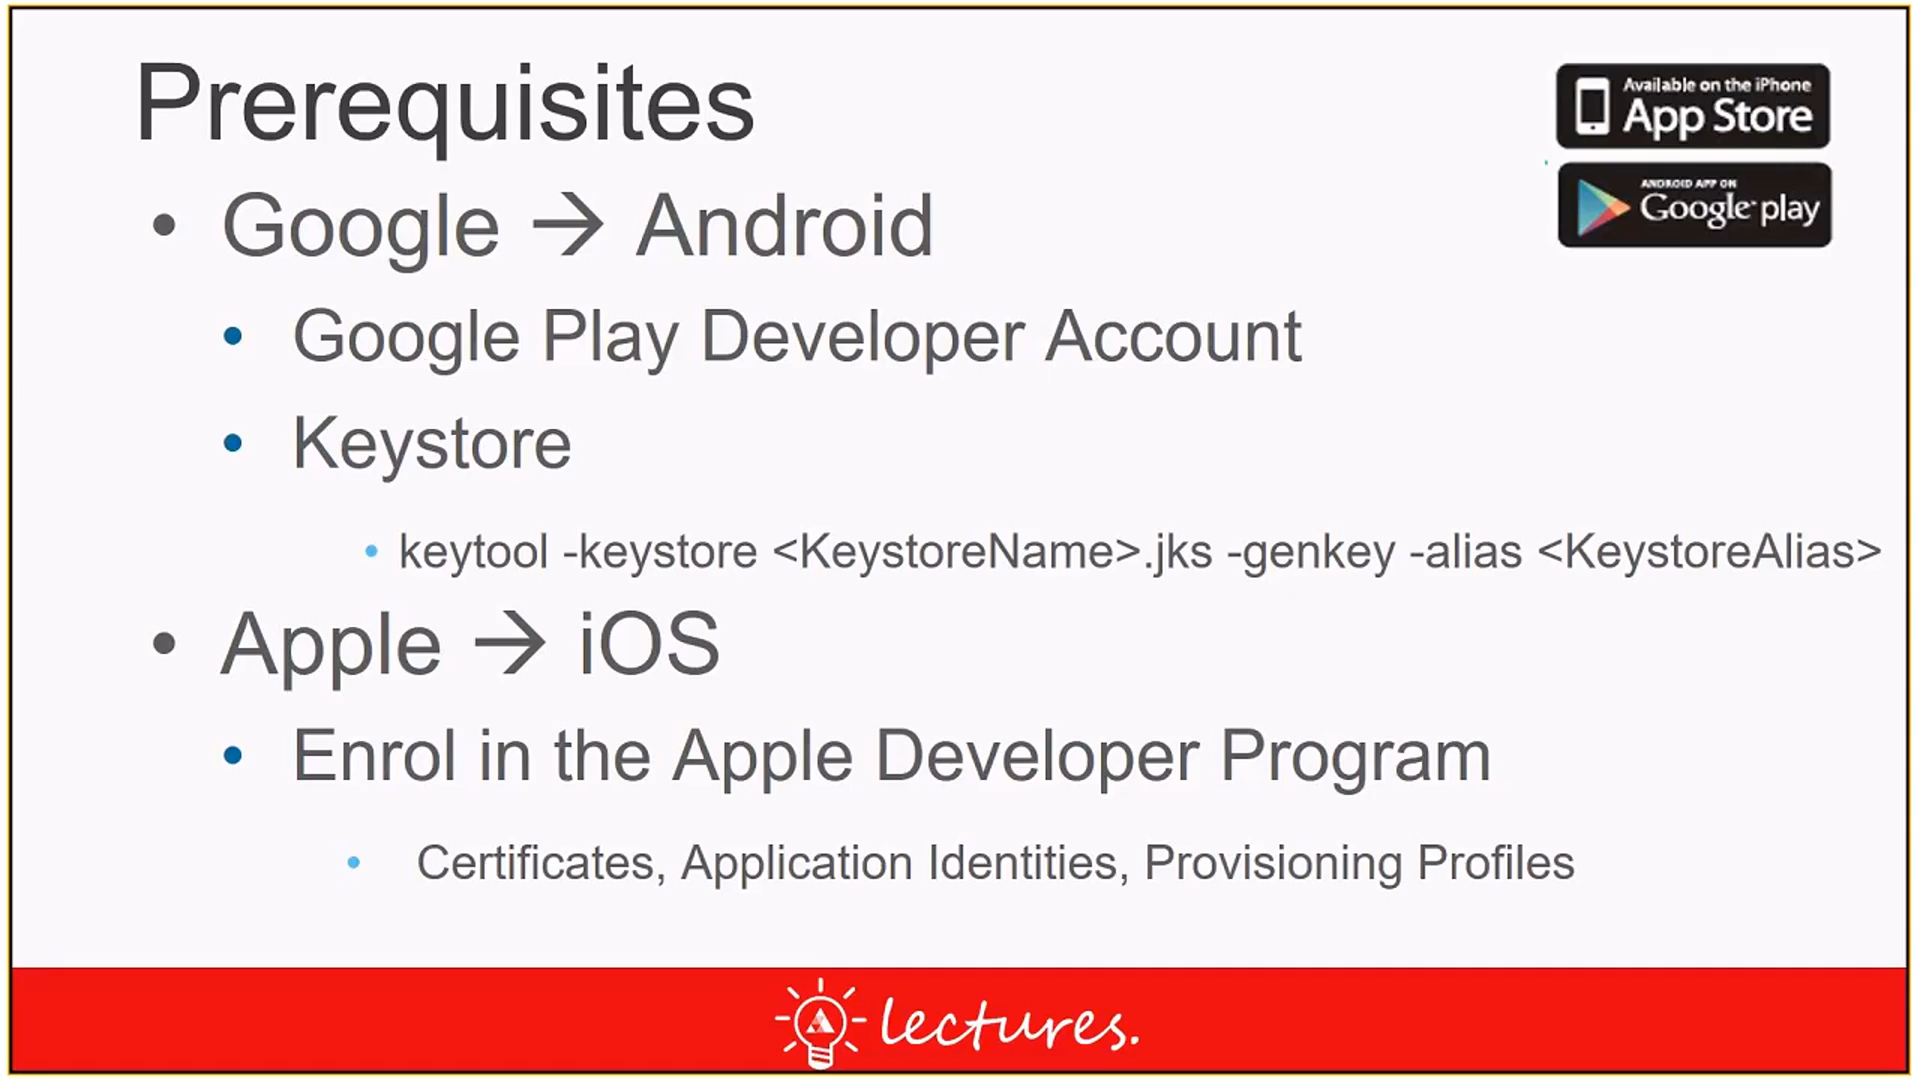 Prerequisites
Available on the iPhone
App Store
ANDROID APP ON
Google play
• Google → Android
• Google Play Developer Account
• Keystore
• keytool -keystore <KeystoreName>.jks -genkey -alias <KeystoreAlias>
• Apple → iOS
• Enrol in the Apple Developer Program
• Certificates, Application Identities, Provisioning Profiles
lectures.